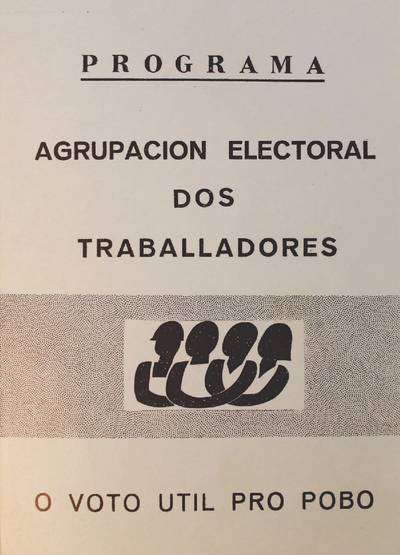 PROGRAMA
AGRUPACION ELECTORAL
DOS
TRABALLADORES
O VOTO UTIL PRO POBO